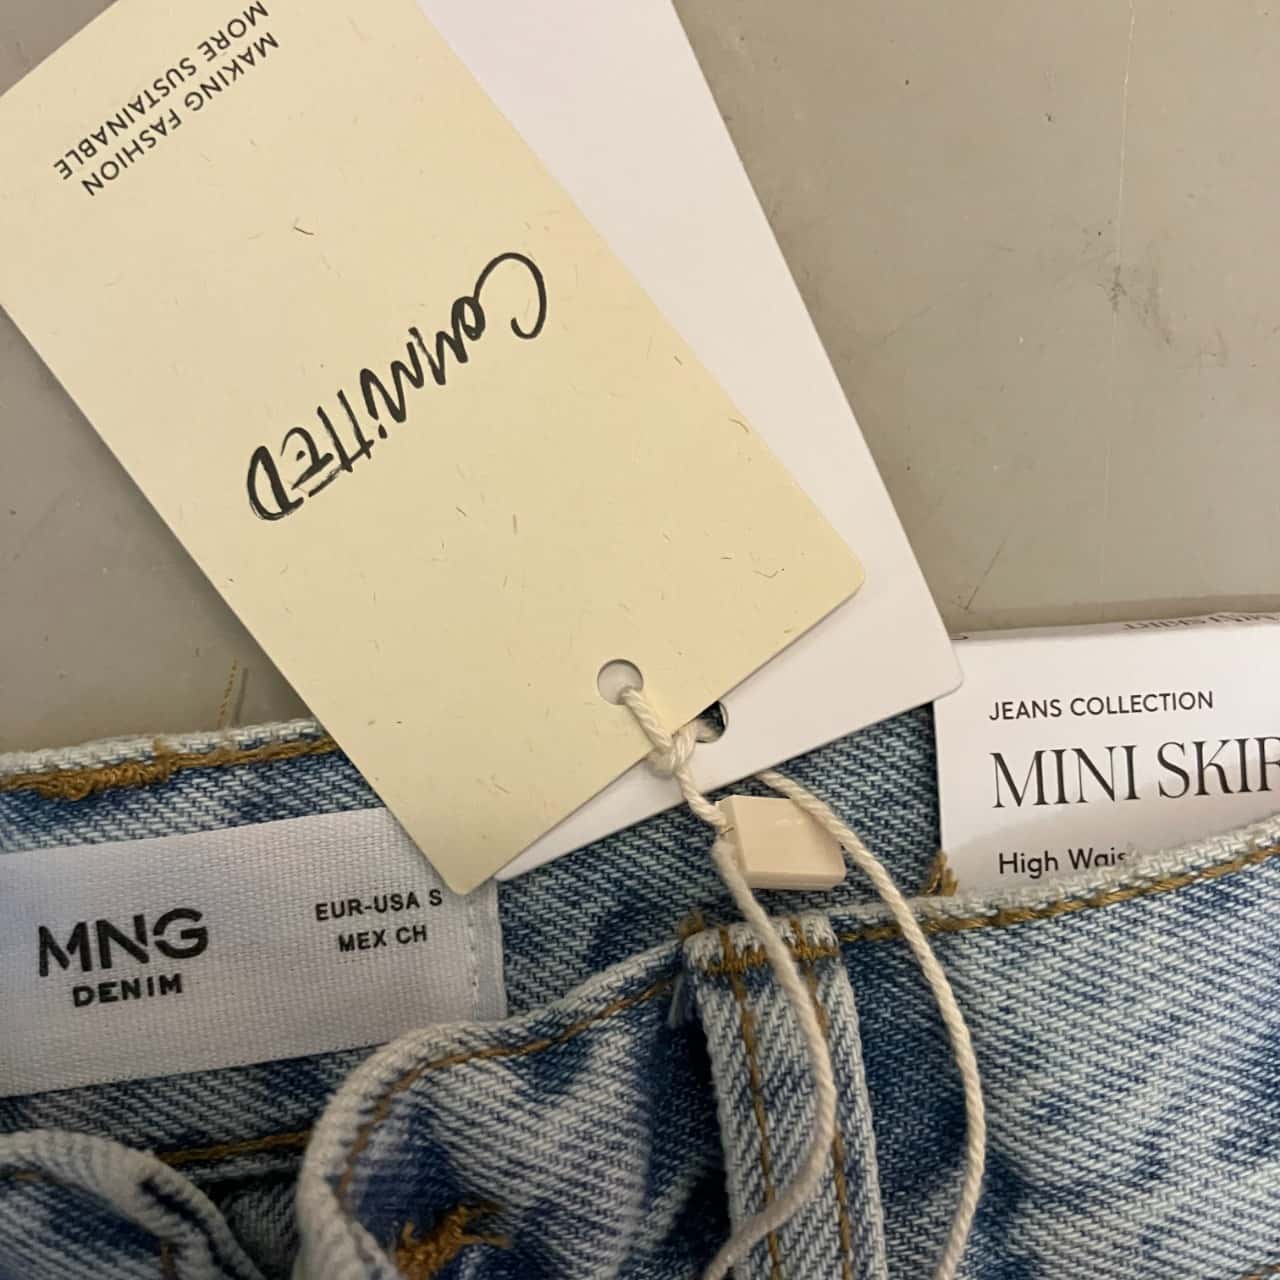 MAKING FASHION
MORE SUSTAINABLE
COMMITTED
JEANS COLLECTION
MINI SKIR
High Wais
MNG
DENIM
EUR-USA S
MEX CH